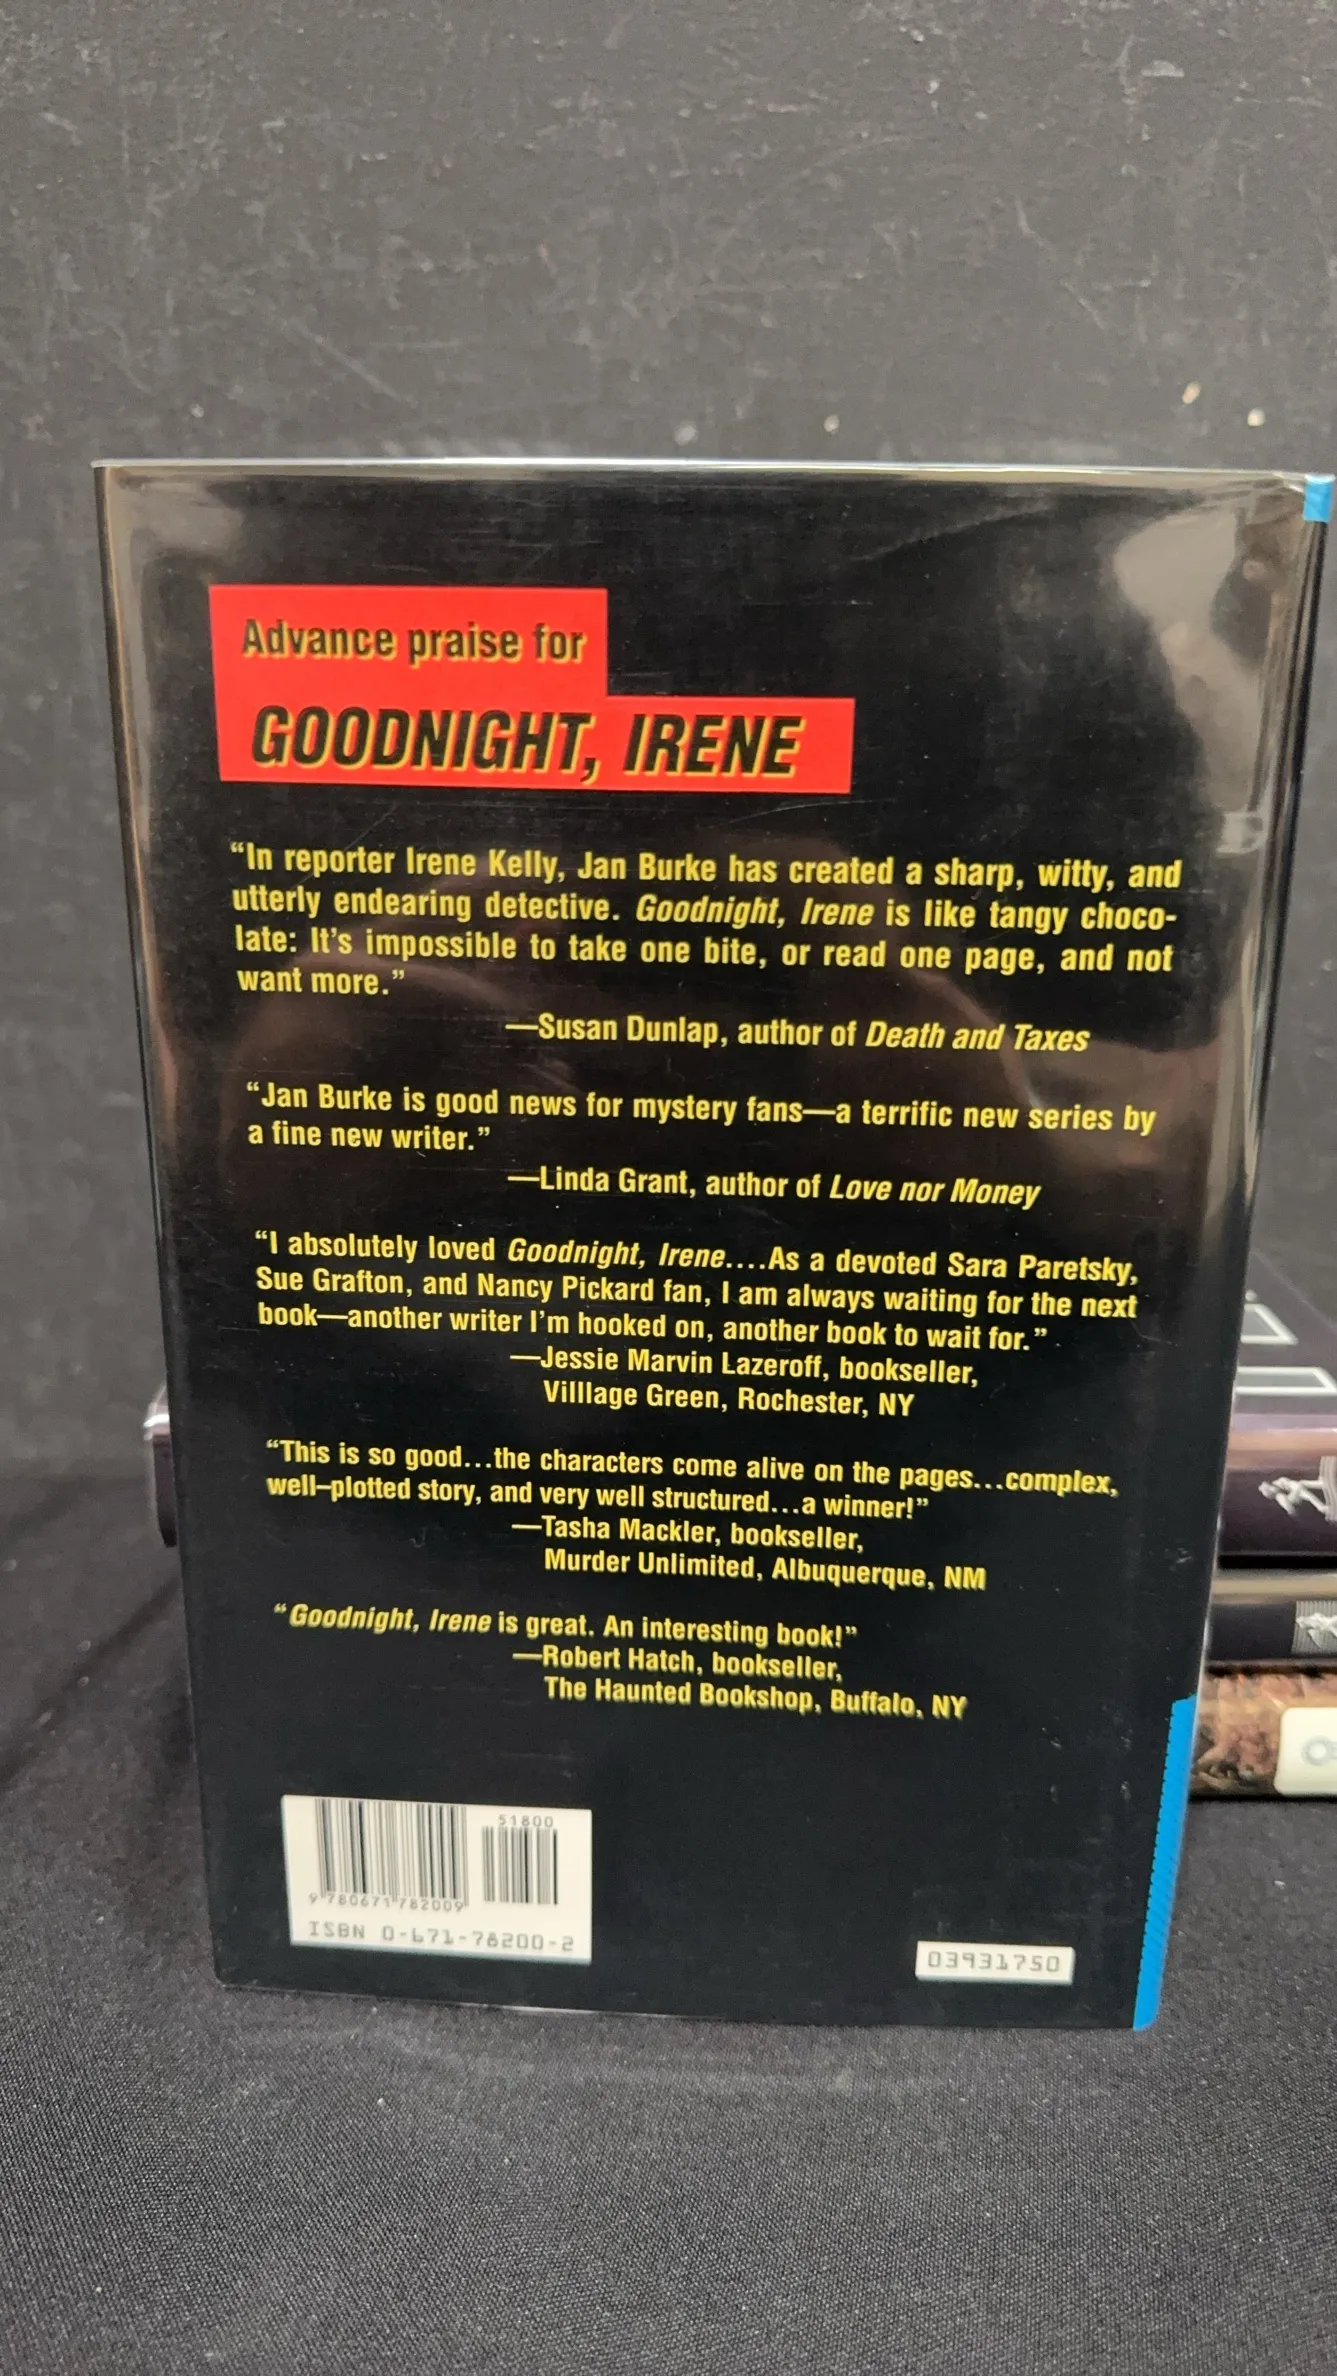 Advance praise for
GOODNIGHT, IRENE
“In reporter Irene Kelly, Jan Burke has created a sharp, witty, and
utterly endearing detective. Goodnight, Irene is like tangy choco-
late: It’s impossible to take one bite, or read one page, and not
want more.”
—Susan Dunlap, author of Death and Taxes
“Jan Burke is good news for mystery fans—a terrific new series by
a fine new writer.”
—Linda Grant, author of Love nor Money
“I absolutely loved Goodnight, Irene....As a devoted Sara Paretsky,
Sue Grafton, and Nancy Pickard fan, I am always waiting for the next
book—another writer I’m hooked on, another book to wait for.”
—Jessie Marvin Lazeroff, bookseller,
Villlage Green, Rochester, NY
“This is so good...the characters come alive on the pages...complex,
well–plotted story, and very well structured...a winner!”
—Tasha Mackler, bookseller,
Murder Unlimited, Albuquerque, NM
“Goodnight, Irene is great. An interesting book!”
—Robert Hatch, bookseller,
The Haunted Bookshop, Buffalo, NY
51800
9 780671 782009
ISBN 0-671-78200-2
03931750